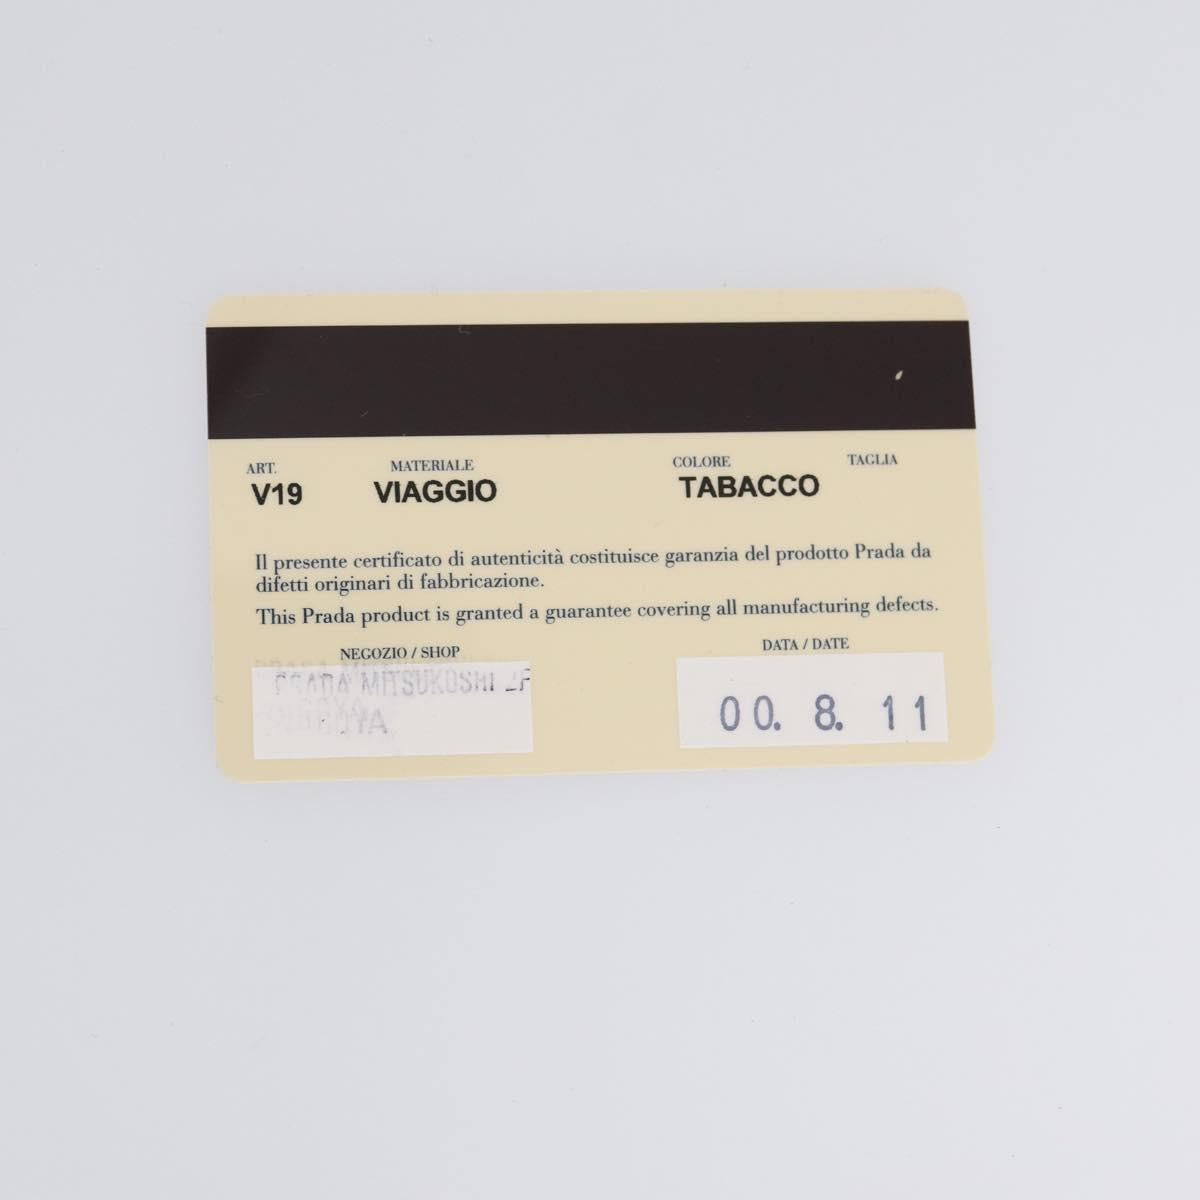 ART. MATERIALE COLORE TAGLIA
V19 VIAGGIO TABACCO
Il presente certificato di autenticità costituisce garanzia del prodotto Prada da
difetti originari di fabbricazione.
This Prada product is granted a guarantee covering all manufacturing defects.
NEGOZIO / SHOP DATA / DATE
PRADA MITSUKOSHI
00. 8. 11